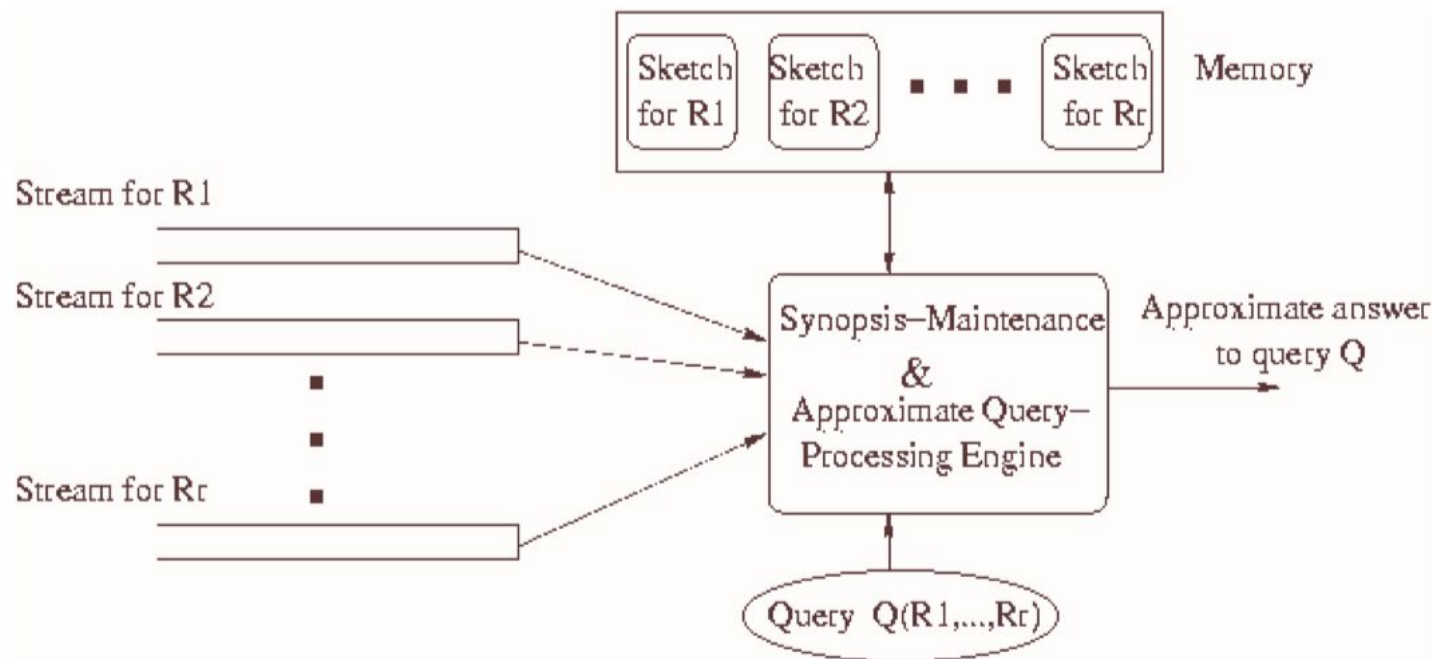 Sketch
for R1
Sketch
for R2
Sketch
for Rr
Memory
Stream for R1
Stream for R2
Stream for Rr
Synopsis–Maintenance
&
Approximate Query–
Processing Engine
Approximate answer
to query Q
Query Q(R1,...,Rr)